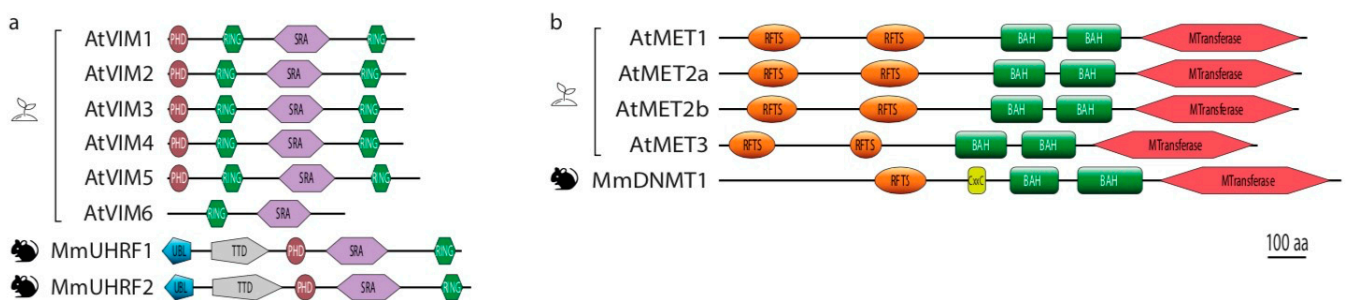 a
AtVIM1 PHD RING SRA RING
AtVIM2 PHD RING SRA RING
AtVIM3 PHD RING SRA RING
AtVIM4 PHD RING SRA RING
AtVIM5 PHD RING SRA RING
AtVIM6 RING SRA
MmUHRF1 UBL TTD PHD SRA RING
MmUHRF2 UBL TTD PHD SRA RING
b
AtMET1 RFTS RFTS BAH BAH MTransferase
AtMET2a RFTS RFTS BAH BAH MTransferase
AtMET2b RFTS RFTS BAH BAH MTransferase
AtMET3 RFTS RFTS BAH BAH MTransferase
MmDNMT1 RFTS CxxC BAH BAH MTransferase
100 aa